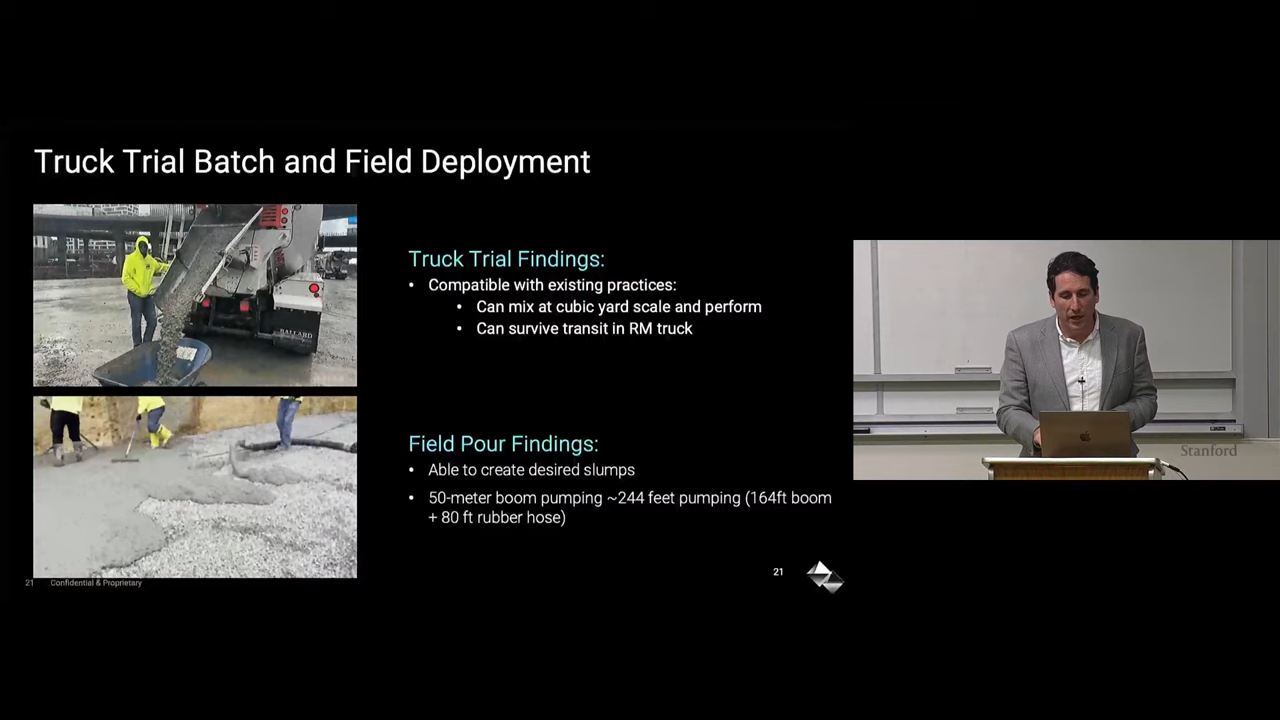 Truck Trial Batch and Field Deployment
BALLARD
Truck Trial Findings:
• Compatible with existing practices:
• Can mix at cubic yard scale and perform
• Can survive transit in RM truck
Field Pour Findings:
• Able to create desired slumps
• 50-meter boom pumping ~244 feet pumping (164ft boom
+ 80 ft rubber hose)
21 Confidential & Proprietary
21
Stanford